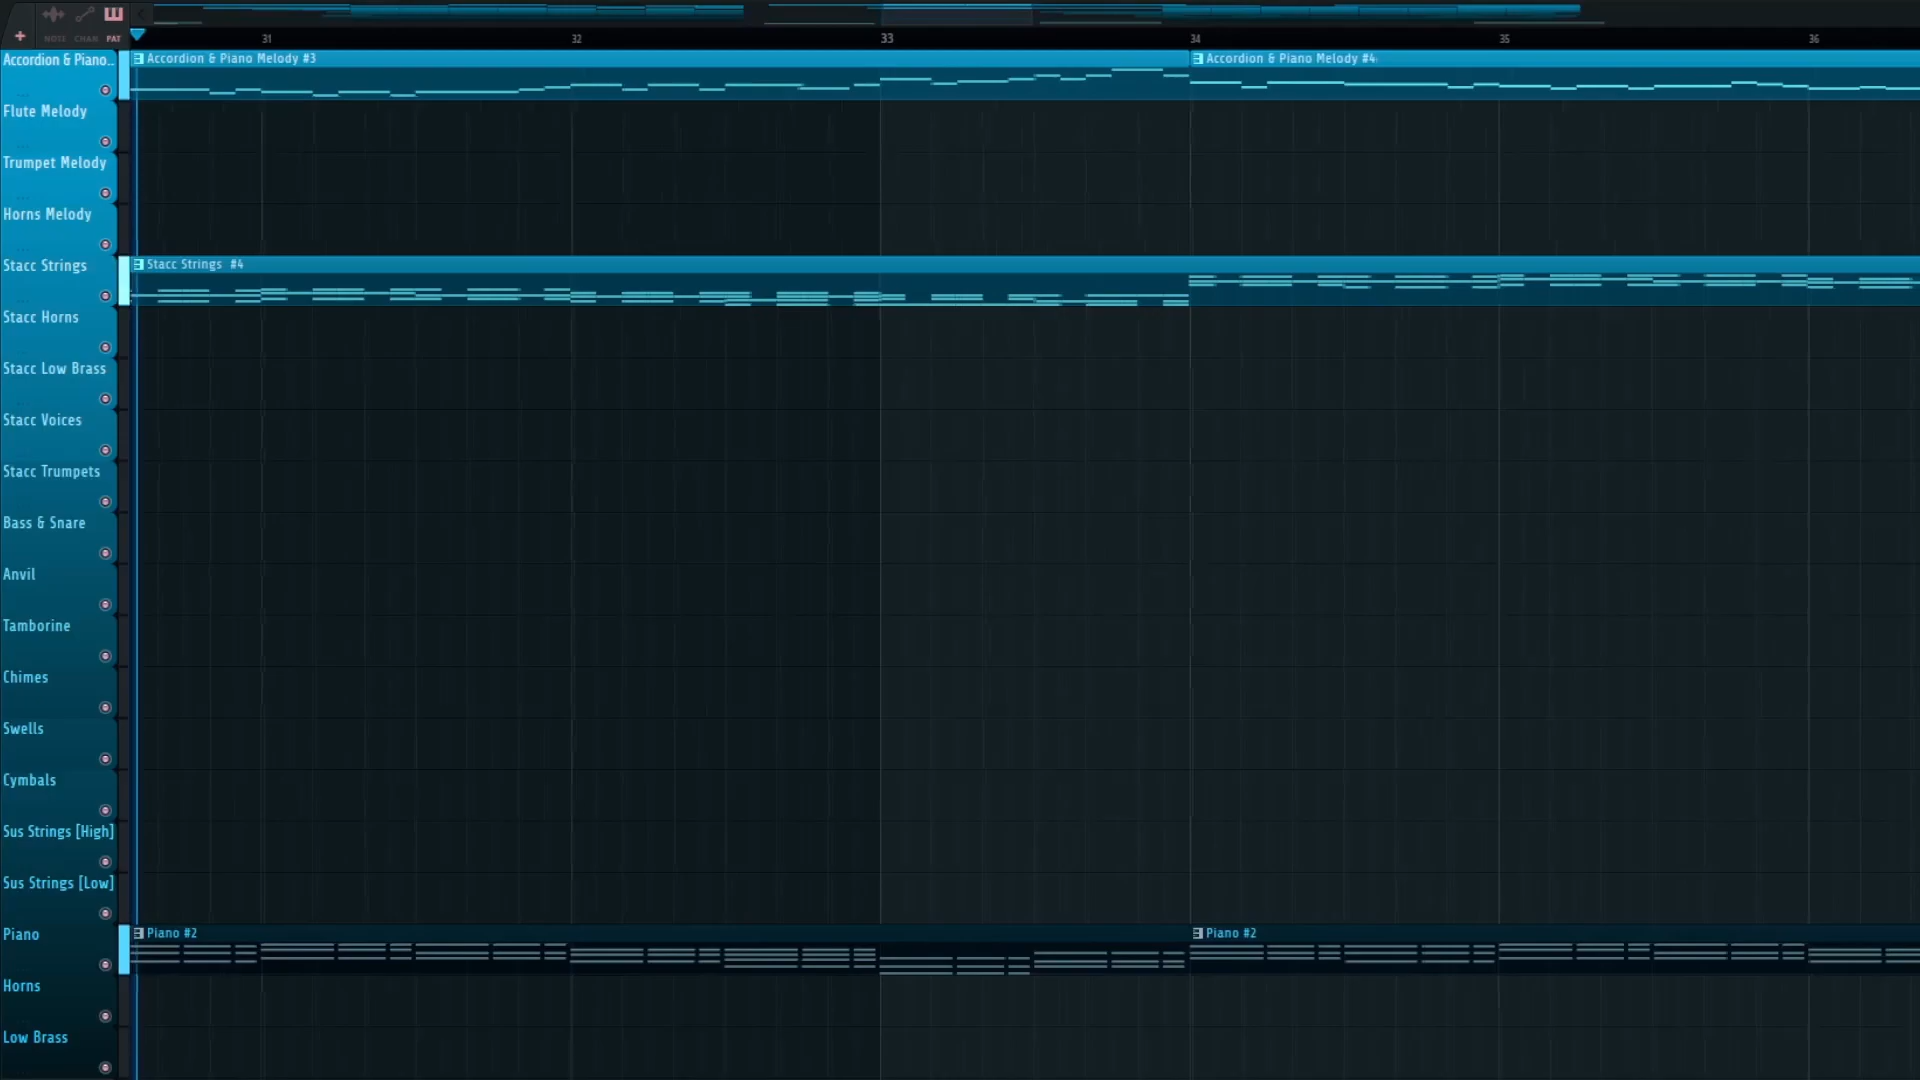 NOTE CHAN PAT
31 32 33 34 35 36
Accordion & Piano..
Accordion & Piano Melody #3
Accordion & Piano Melody #4
Flute Melody
Trumpet Melody
Horns Melody
Stacc Strings
Stacc Strings #4
Stacc Horns
Stacc Low Brass
Stacc Voices
Stacc Trumpets
Bass & Snare
Anvil
Tamborine
Chimes
Swells
Cymbals
Sus Strings [High]
Sus Strings [Low]
Piano
Piano #2
Piano #2
Horns
Low Brass